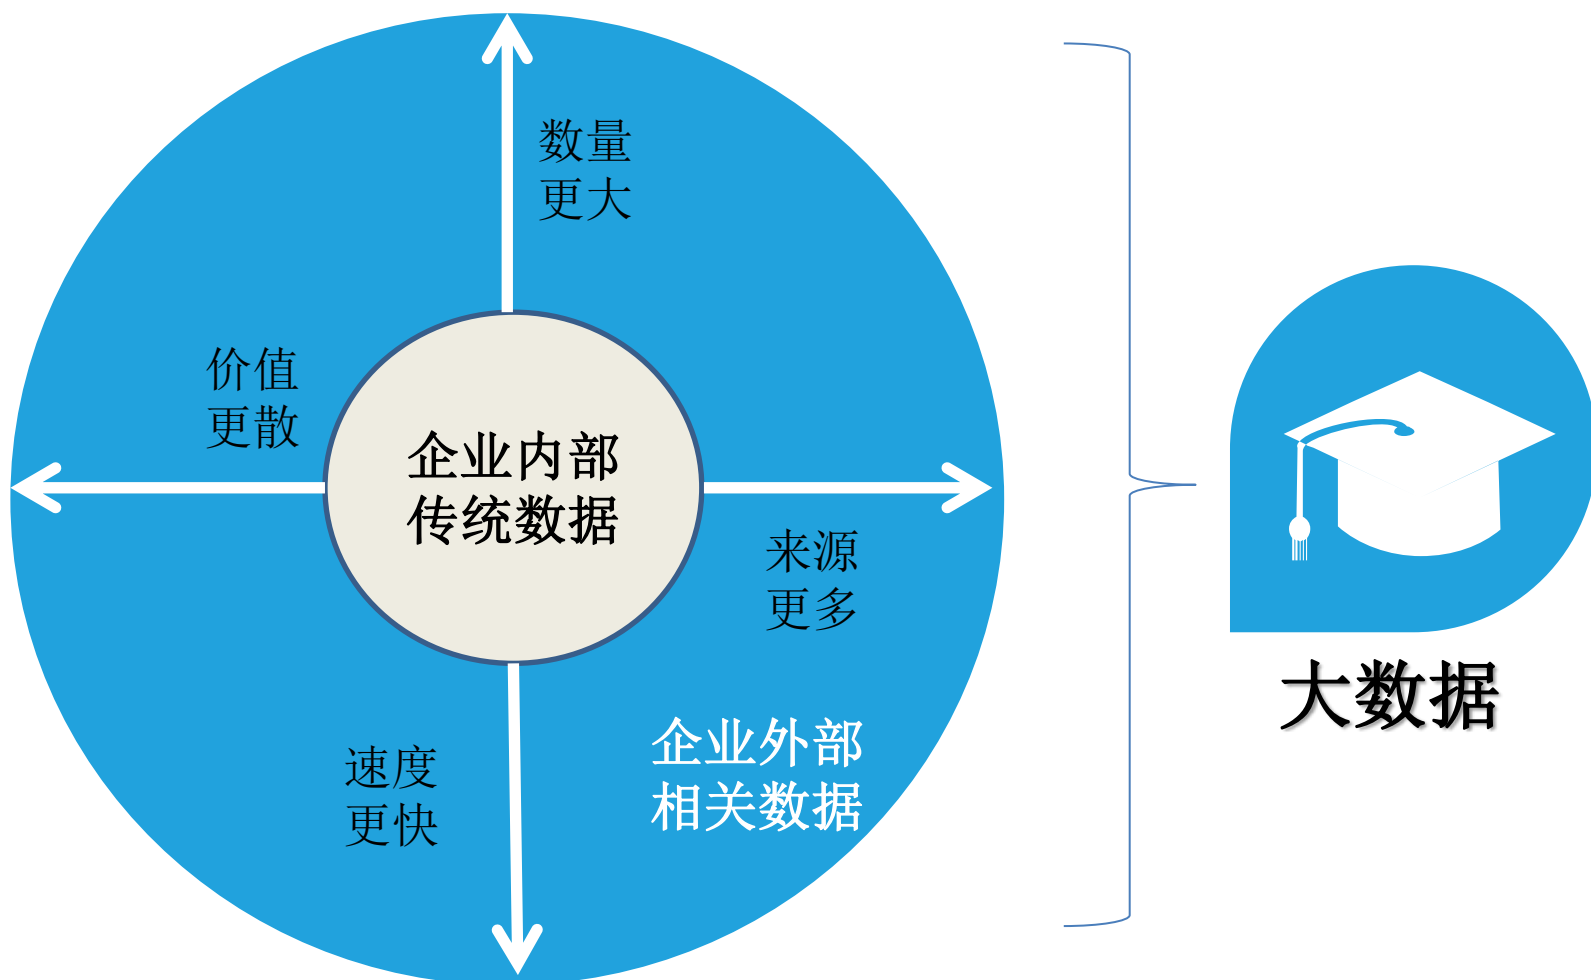 数量
更大
价值
更散
企业内部
传统数据
来源
更多
速度
更快
企业外部
相关数据
大数据